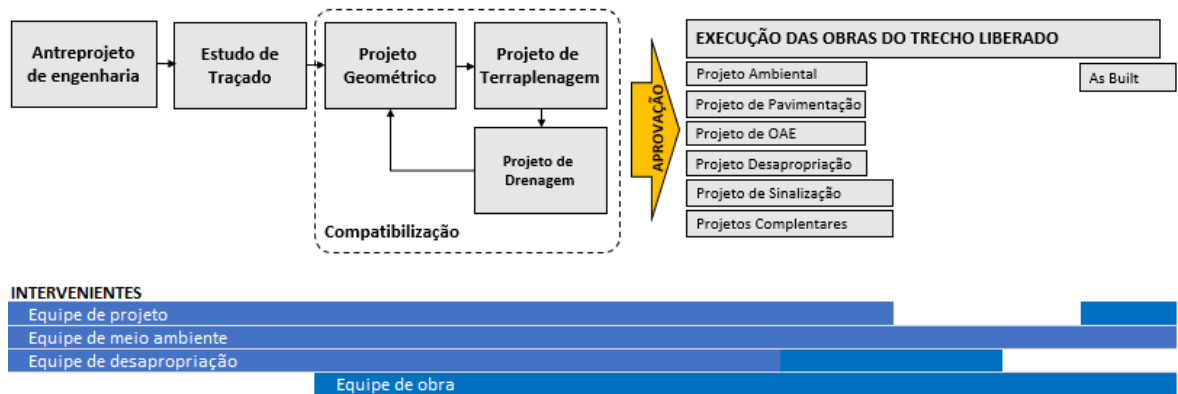 Antreprojeto
de engenharia
Estudo de
Traçado
Projeto
Geométrico
Projeto de
Terraplenagem
Projeto de
Drenagem
Compatibilização
APROVAÇÃO
EXECUÇÃO DAS OBRAS DO TRECHO LIBERADO
Projeto Ambiental
As Built
Projeto de Pavimentação
Projeto de OAE
Projeto Desapropriação
Projeto de Sinalização
Projetos Complentares
INTERVENIENTES
Equipe de projeto
Equipe de meio ambiente
Equipe de desapropriação
Equipe de obra